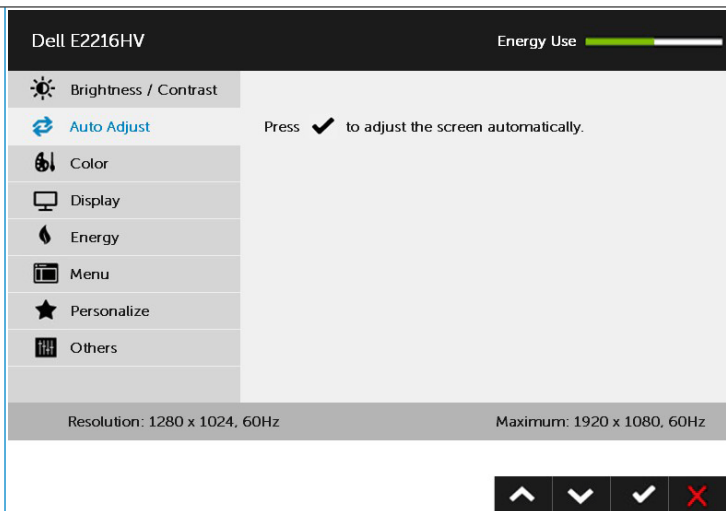 Dell E2216HV
Energy Use
Brightness / Contrast
Auto Adjust
Press to adjust the screen automatically.
Color
Display
Energy
Menu
Personalize
Others
Resolution: 1280 x 1024, 60Hz
Maximum: 1920 x 1080, 60Hz